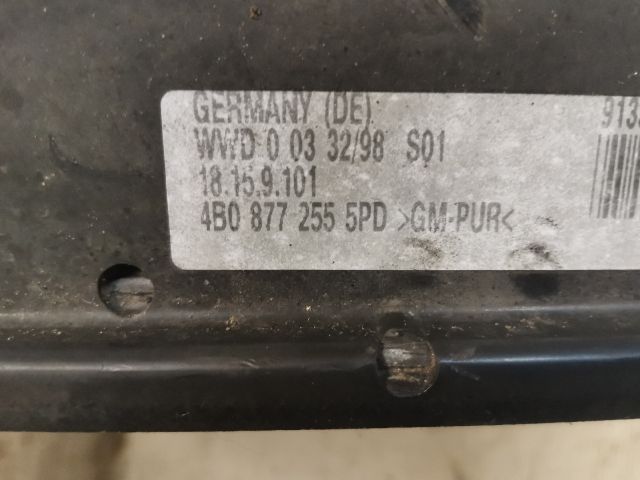 GERMANY (DE)
WWD 0 03 32/98 S01
18.15.9.101
4B0 877 255 5PD >GM-PUR<